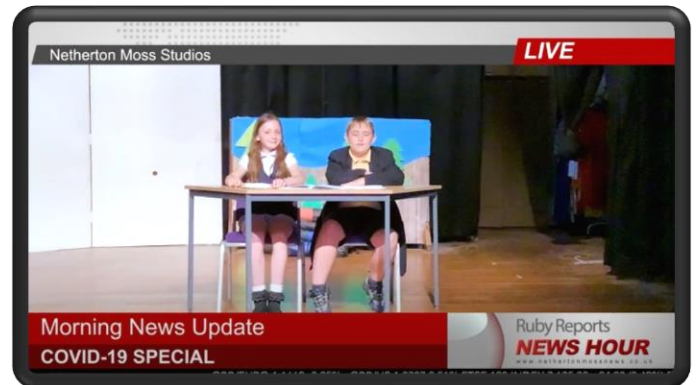 Netherton Moss Studios
LIVE
Morning News Update
COVID-19 SPECIAL
Ruby Reports
NEWS HOUR
www.nethertonmossnews.co.uk